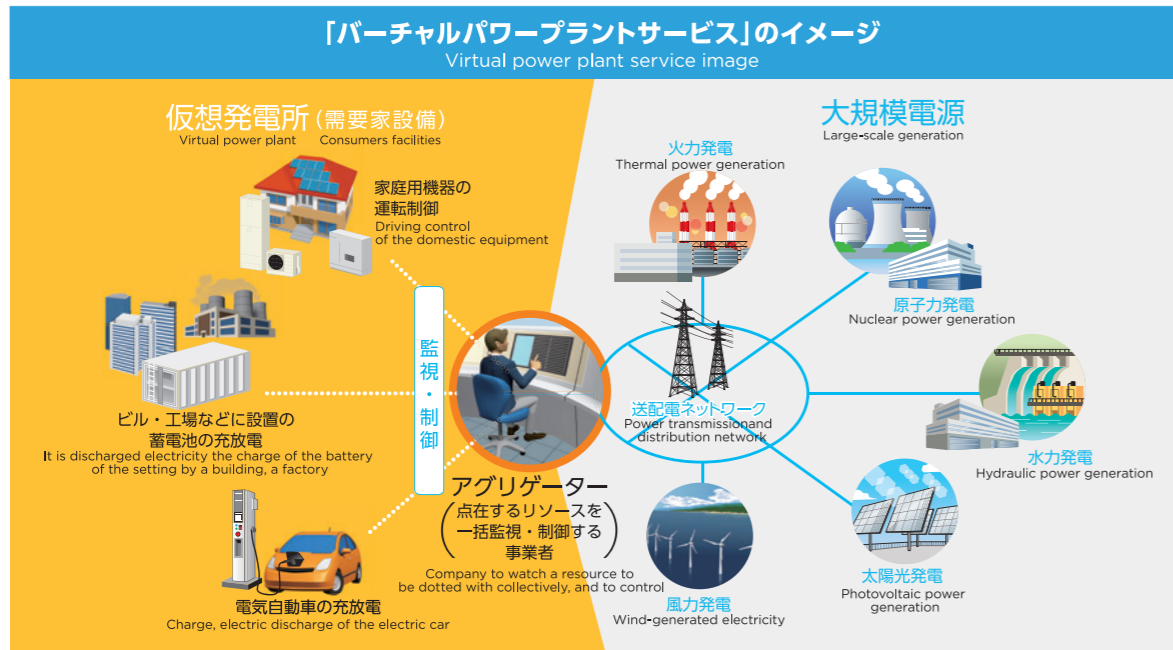 「バーチャルパワープラントサービス」のイメージ
Virtual power plant service image
仮想発電所(需要家設備)
Virtual power plant Consumers facilities
家庭用機器の
運転制御
Driving control
of the domestic equipment
ビル・工場などに設置の
蓄電池の充放電
It is discharged electricity the charge of the battery
of the setting by a building, a factory
電気自動車の充放電
Charge, electric discharge of the electric car
監視・制御
アグリゲーター
(点在するリソースを
一括監視・制御する
事業者)
Company to watch a resource to
be dotted with collectively, and to control
大規模電源
Large-scale generation
火力発電
Thermal power generation
原子力発電
Nuclear power generation
送配電ネットワーク
Power transmissionand
distribution network
水力発電
Hydraulic power generation
太陽光発電
Photovoltaic power
generation
風力発電
Wind-generated electricity